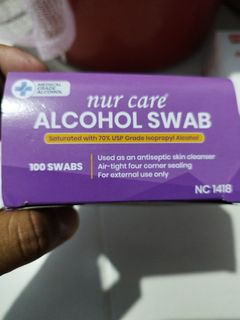 MEDICAL
GRADE
ALCOHOL
nur care®
ALCOHOL SWAB
Saturated with 70% USP Grade Isopropyl Alcohol
100 SWABS
Used as an antiseptic skin cleanser
Air-tight four corner sealing
For external use only
NC 1418